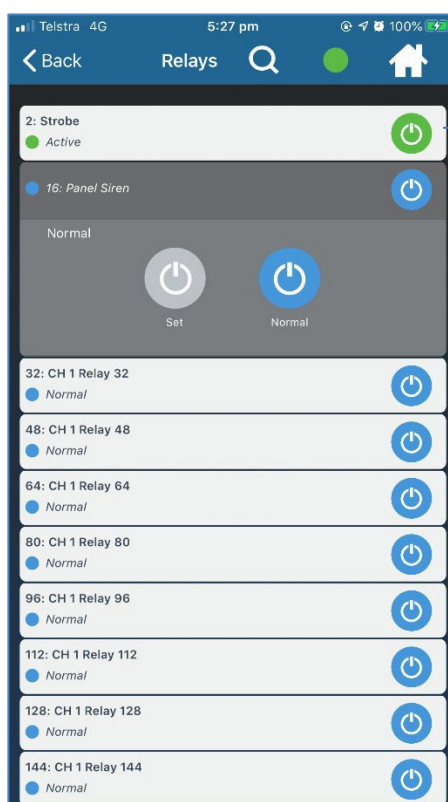 Telstra 4G 5:27 pm 100%
Back Relays
2: Strobe
Active
16: Panel Siren
Normal
Set Normal
32: CH 1 Relay 32
Normal
48: CH 1 Relay 48
Normal
64: CH 1 Relay 64
Normal
80: CH 1 Relay 80
Normal
96: CH 1 Relay 96
Normal
112: CH 1 Relay 112
Normal
128: CH 1 Relay 128
Normal
144: CH 1 Relay 144
Normal